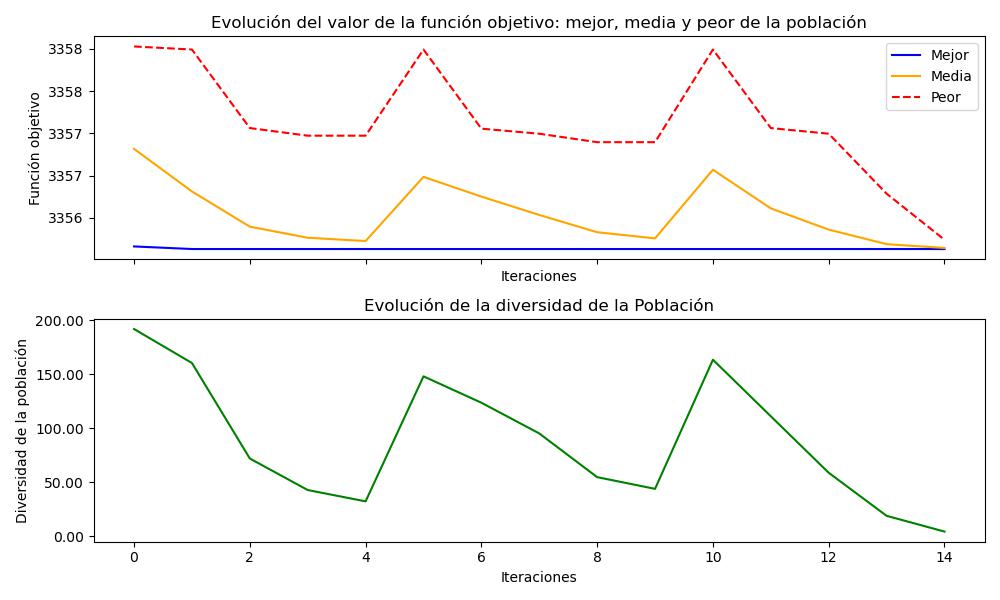 Evolución del valor de la función objetivo: mejor, media y peor de la población
Función objetivo
3358
3358
3357
3357
3356
Mejor
Media
Peor
Iteraciones
Evolución de la diversidad de la Población
Diversidad de la población
200.00
150.00
100.00
50.00
0.00
0 2 4 6 8 10 12 14
Iteraciones